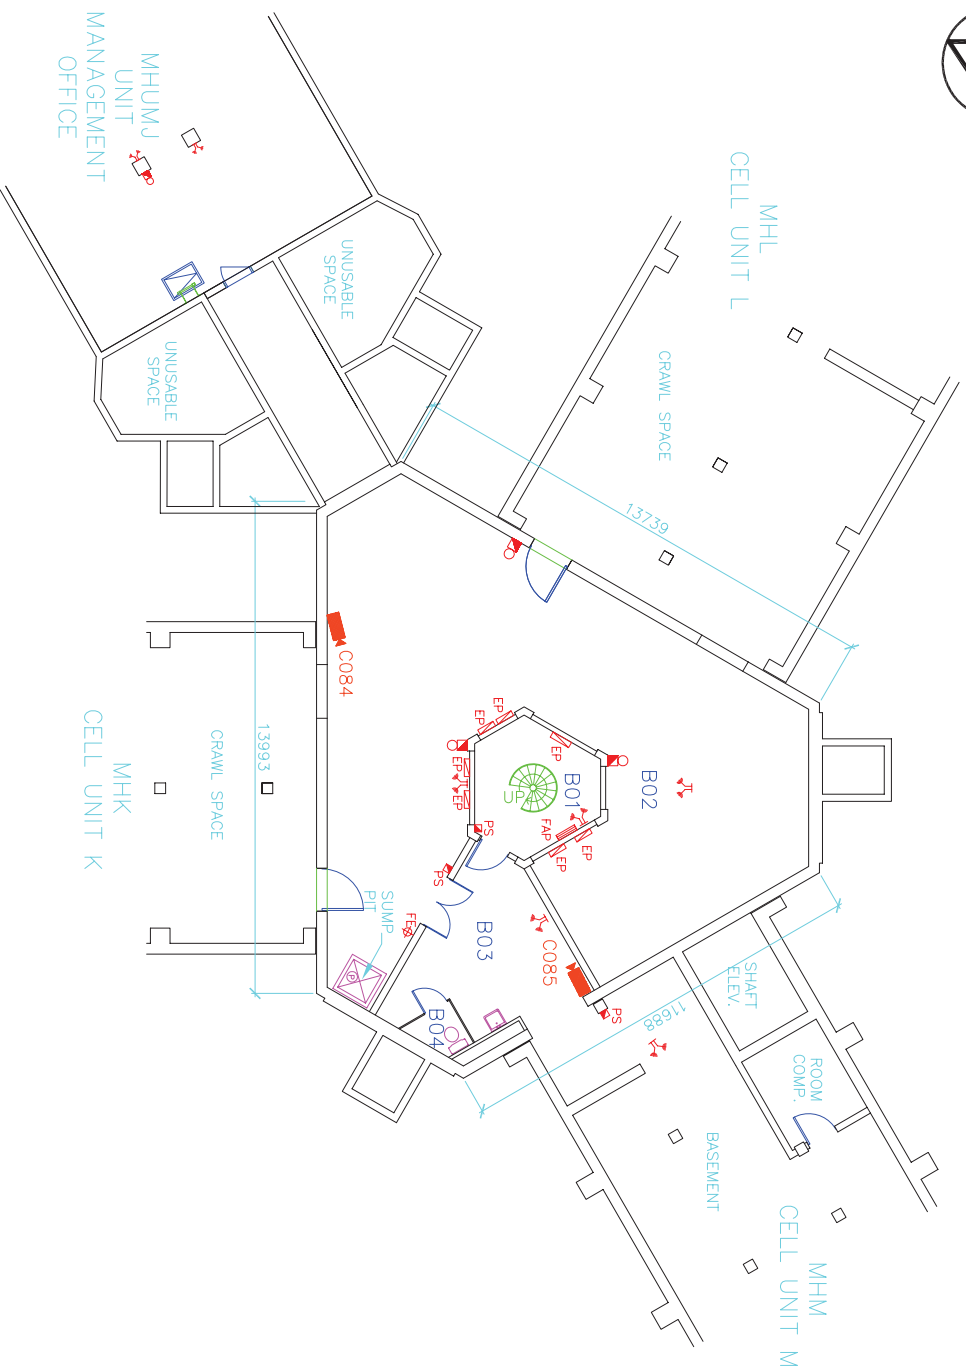 MHUMJ
UNIT
MANAGEMENT
OFFICE
MHL
CELL UNIT L
UNUSABLE
SPACE
UNUSABLE
SPACE
CRAWL SPACE
13739
C084
13993
CRAWL SPACE
MHK
CELL UNIT K
EP
EP
EP
EP
EP
B01
UP
B02
FAP
EP
EP
PS
PS
SUMP
PIT
FE
B03
C085
B04
PS
11688
SHAFT
ELEV.
ROOM
COMP.
BASEMENT
MHM
CELL UNIT M
P